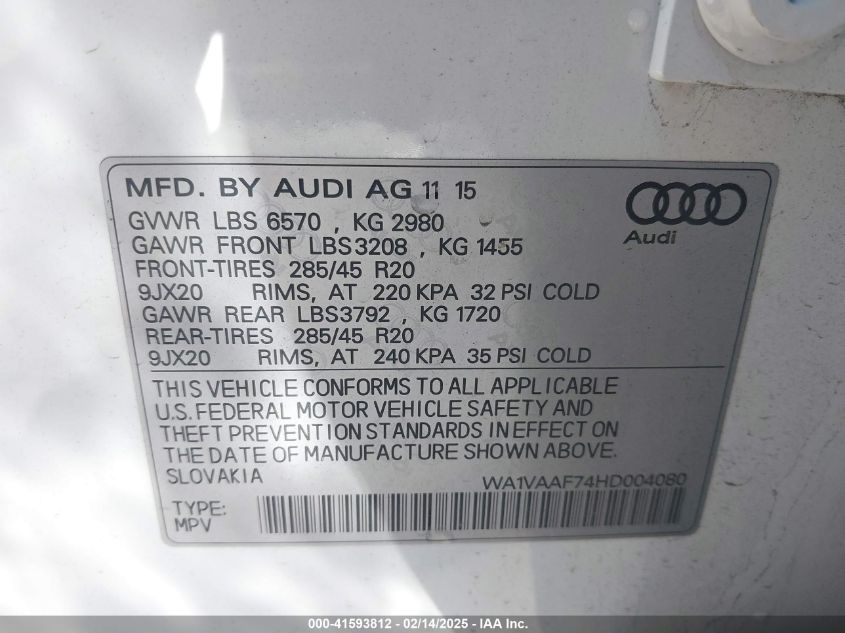 MFD. BY AUDI AG 11 15
GVWR LBS 6570 , KG 2980
GAWR FRONT LBS3208 , KG 1455
FRONT-TIRES 285/45 R20
9JX20 RIMS, AT 220 KPA 32 PSI COLD
GAWR REAR LBS3792 , KG 1720
REAR-TIRES 285/45 R20
9JX20 RIMS, AT 240 KPA 35 PSI COLD
Audi
THIS VEHICLE CONFORMS TO ALL APPLICABLE
U.S. FEDERAL MOTOR VEHICLE SAFETY AND
THEFT PREVENTION STANDARDS IN EFFECT ON
THE DATE OF MANUFACTURE SHOWN ABOVE.
SLOVAKIA WA1VAAF74HD004080
TYPE:
MPV
000-41593812 - 02/14/2025 - IAA Inc.